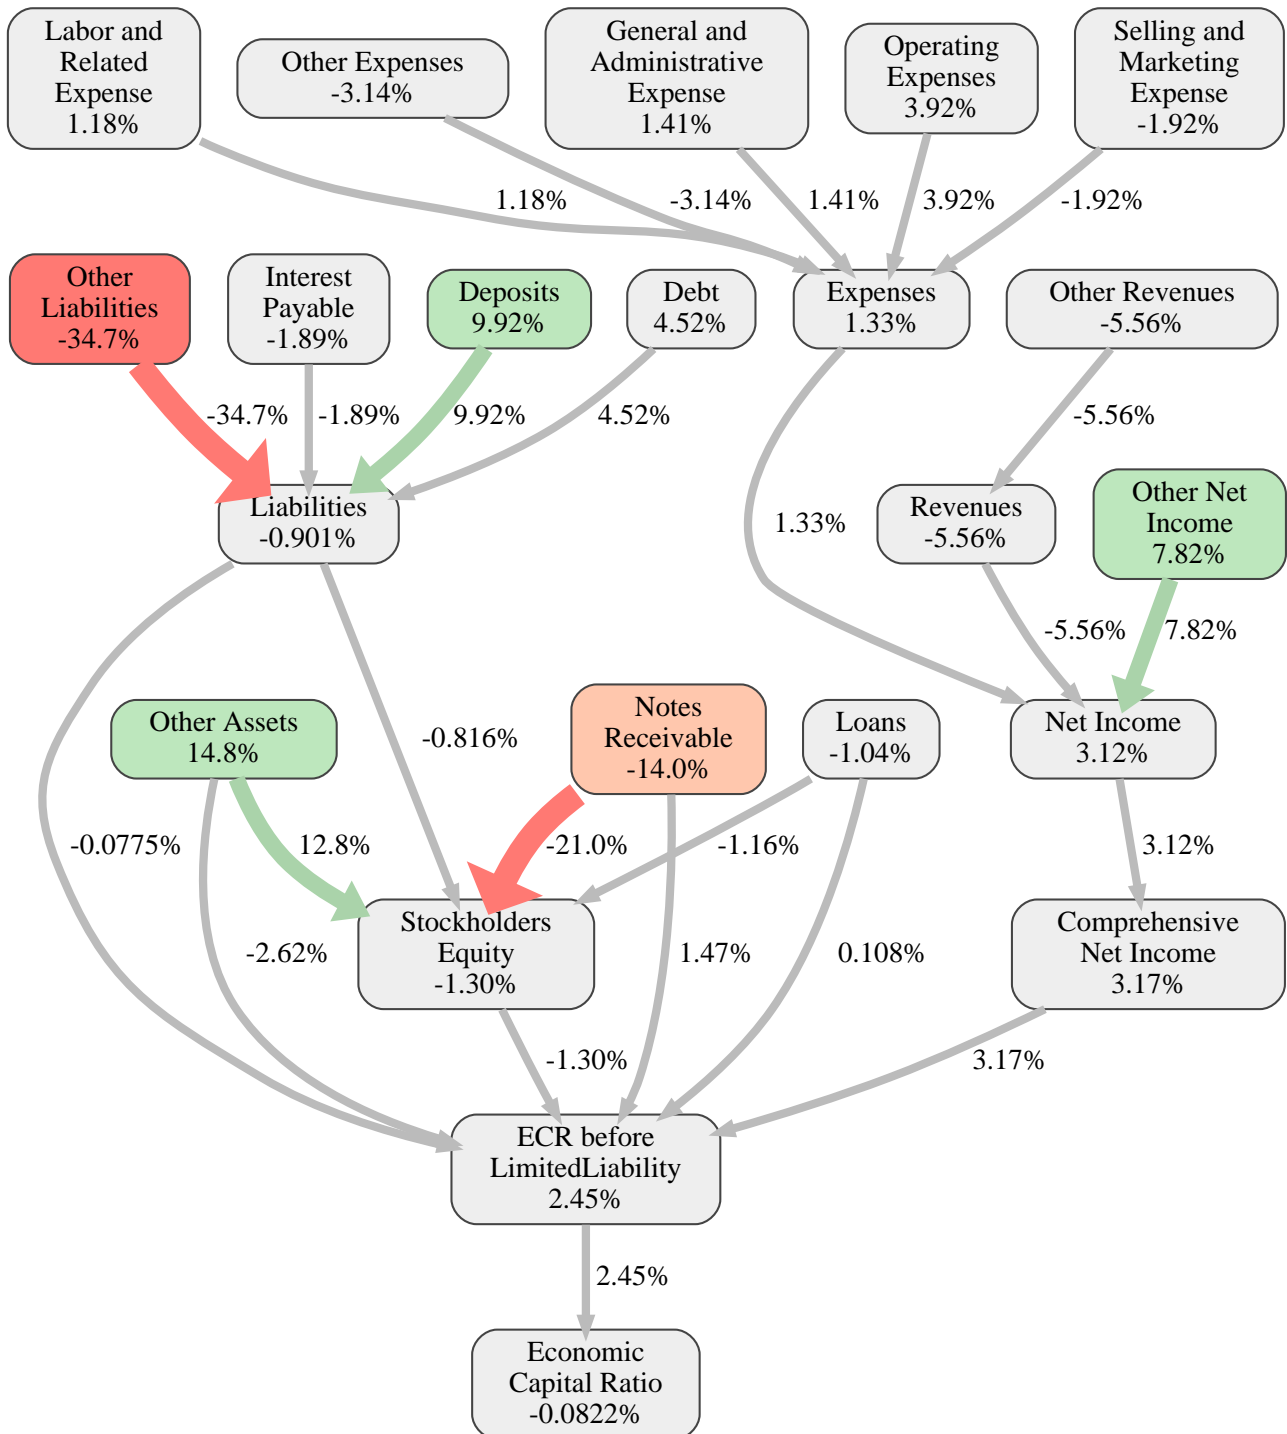 Labor and
Related
Expense
1.18%
Other Expenses
-3.14%
General and
Administrative
Expense
1.41%
Operating
Expenses
3.92%
Selling and
Marketing
Expense
-1.92%
1.18%
-3.14%
1.41%
3.92%
-1.92%
Other
Liabilities
-34.7%
Interest
Payable
-1.89%
Deposits
9.92%
Debt
4.52%
Expenses
1.33%
Other Revenues
-5.56%
-34.7%
-1.89%
9.92%
4.52%
-5.56%
Liabilities
-0.901%
1.33%
Revenues
-5.56%
Other Net
Income
7.82%
-5.56%
7.82%
Other Assets
14.8%
-0.816%
Notes
Receivable
-14.0%
Loans
-1.04%
Net Income
3.12%
-0.0775%
12.8%
-21.0%
-1.16%
3.12%
-2.62%
Stockholders
Equity
-1.30%
1.47%
0.108%
Comprehensive
Net Income
3.17%
-1.30%
3.17%
ECR before
LimitedLiability
2.45%
2.45%
Economic
Capital Ratio
-0.0822%